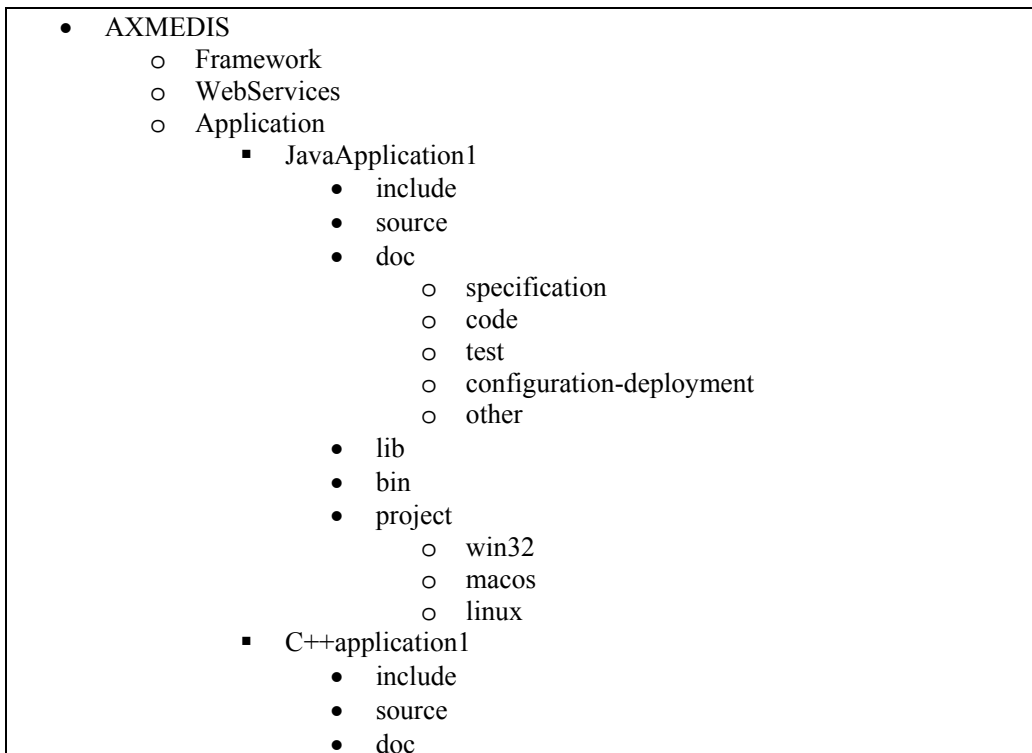 • AXMEDIS
o Framework
o WebServices
o Application
▪ JavaApplication1
• include
• source
• doc
o specification
o code
o test
o configuration-deployment
o other
• lib
• bin
• project
o win32
o macos
o linux
▪ C++application1
• include
• source
• doc